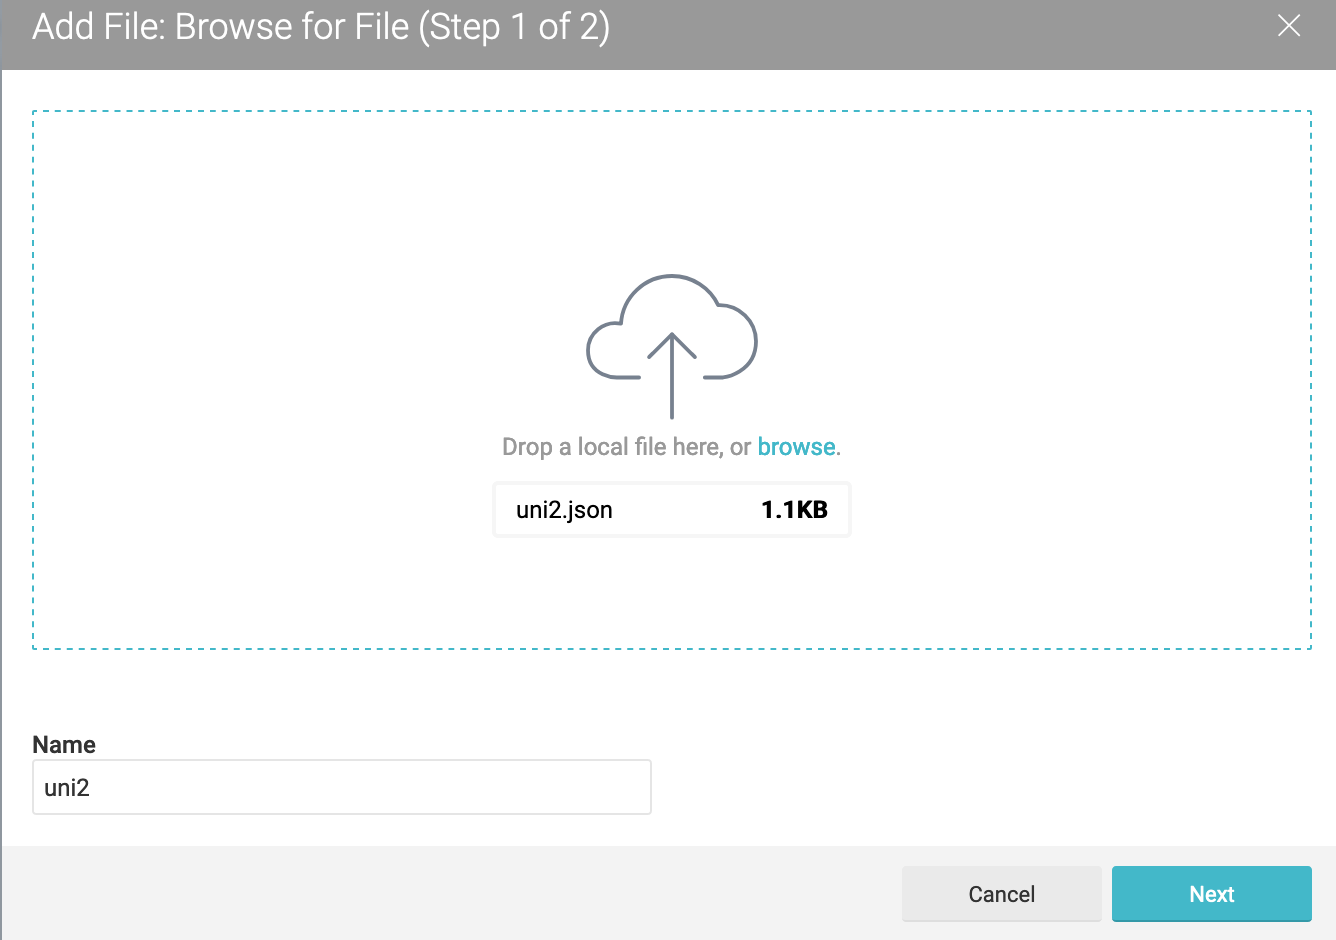 Add File: Browse for File (Step 1 of 2)
Drop a local file here, or browse.
uni2.json 1.1KB
Name
uni2
Cancel Next